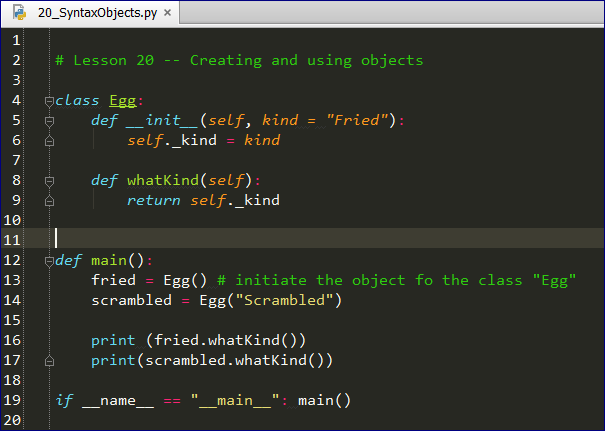 20_SyntaxObjects.py ×
1
2 # Lesson 20 -- Creating and using objects
3
4 class Egg:
5     def __init__(self, kind = "Fried"):
6         self._kind = kind
7
8     def whatKind(self):
9         return self._kind
10
11
12 def main():
13     fried = Egg() # initiate the object fo the class "Egg"
14     scrambled = Egg("Scrambled")
15
16     print (fried.whatKind())
17     print(scrambled.whatKind())
18
19 if __name__ == "__main__": main()
20